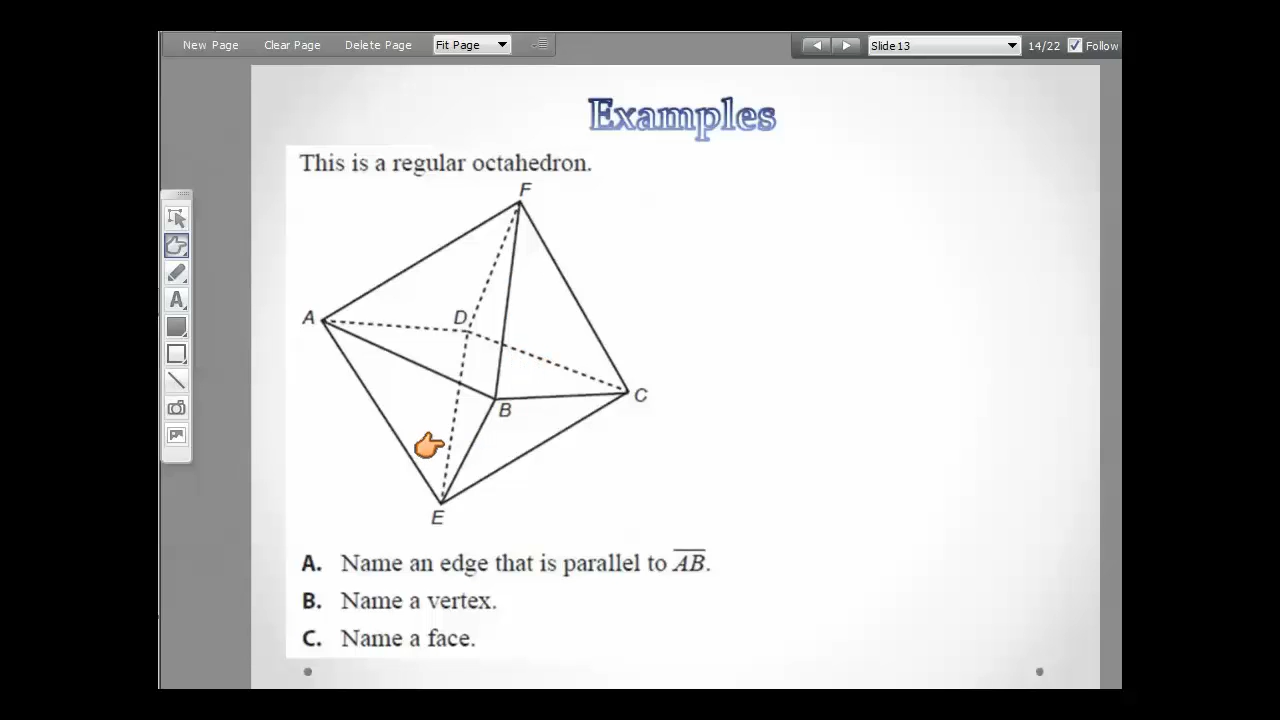 New Page Clear Page Delete Page Fit Page Slide13 14/22 Follow
Examples
This is a regular octahedron.
F
A
D
C
B
E
A. Name an edge that is parallel to A̅B̅.
B. Name a vertex.
C. Name a face.
A